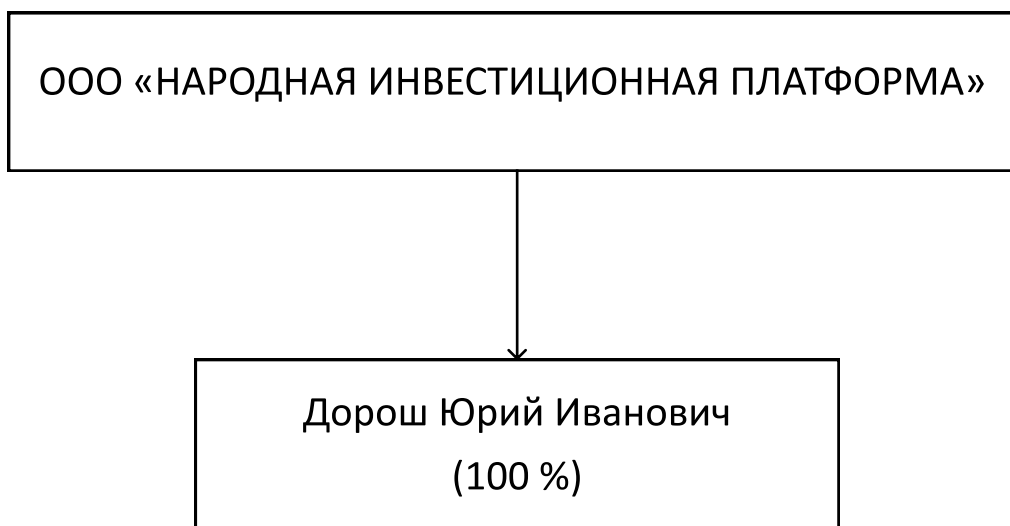 ООО «НАРОДНАЯ ИНВЕСТИЦИОННАЯ ПЛАТФОРМА»
Дорош Юрий Иванович
(100 %)